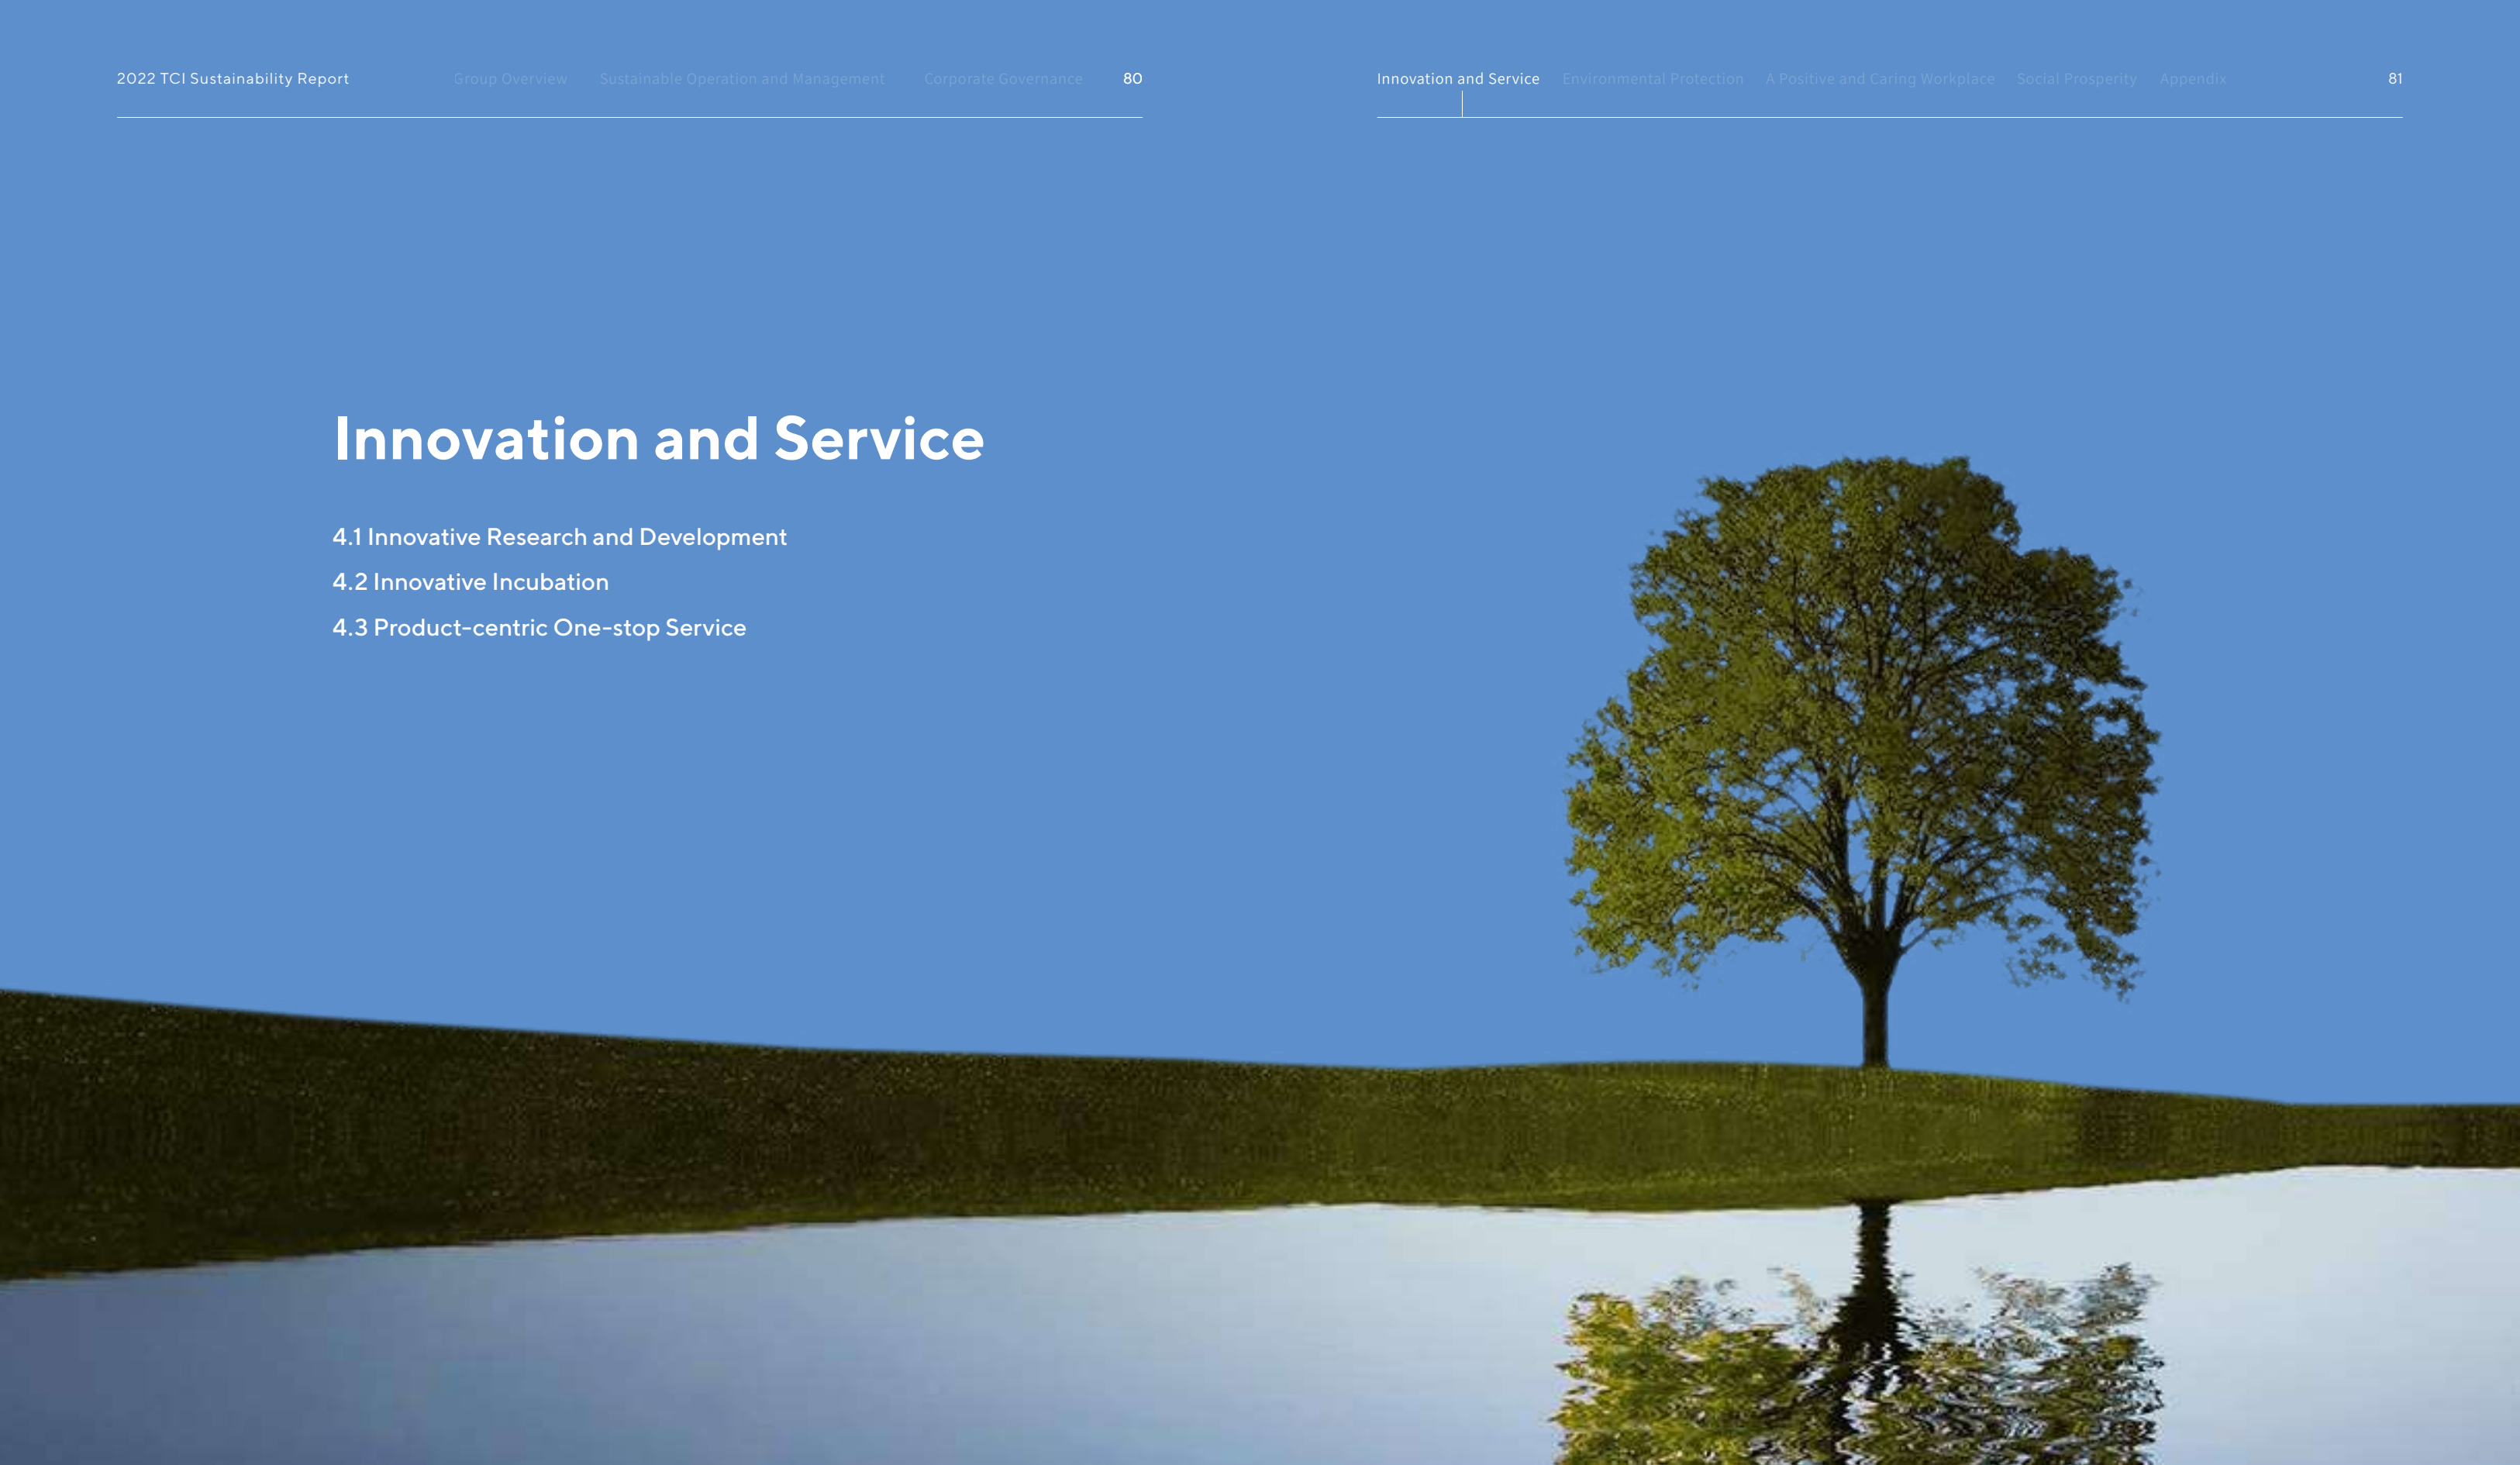 2022 TCI Sustainability Report Group Overview Sustainable Operation and Management Corporate Governance 80
Innovation and Service Environmental Protection A Positive and Caring Workplace Social Prosperity Appendix 81
Innovation and Service
4.1 Innovative Research and Development
4.2 Innovative Incubation
4.3 Product-centric One-stop Service